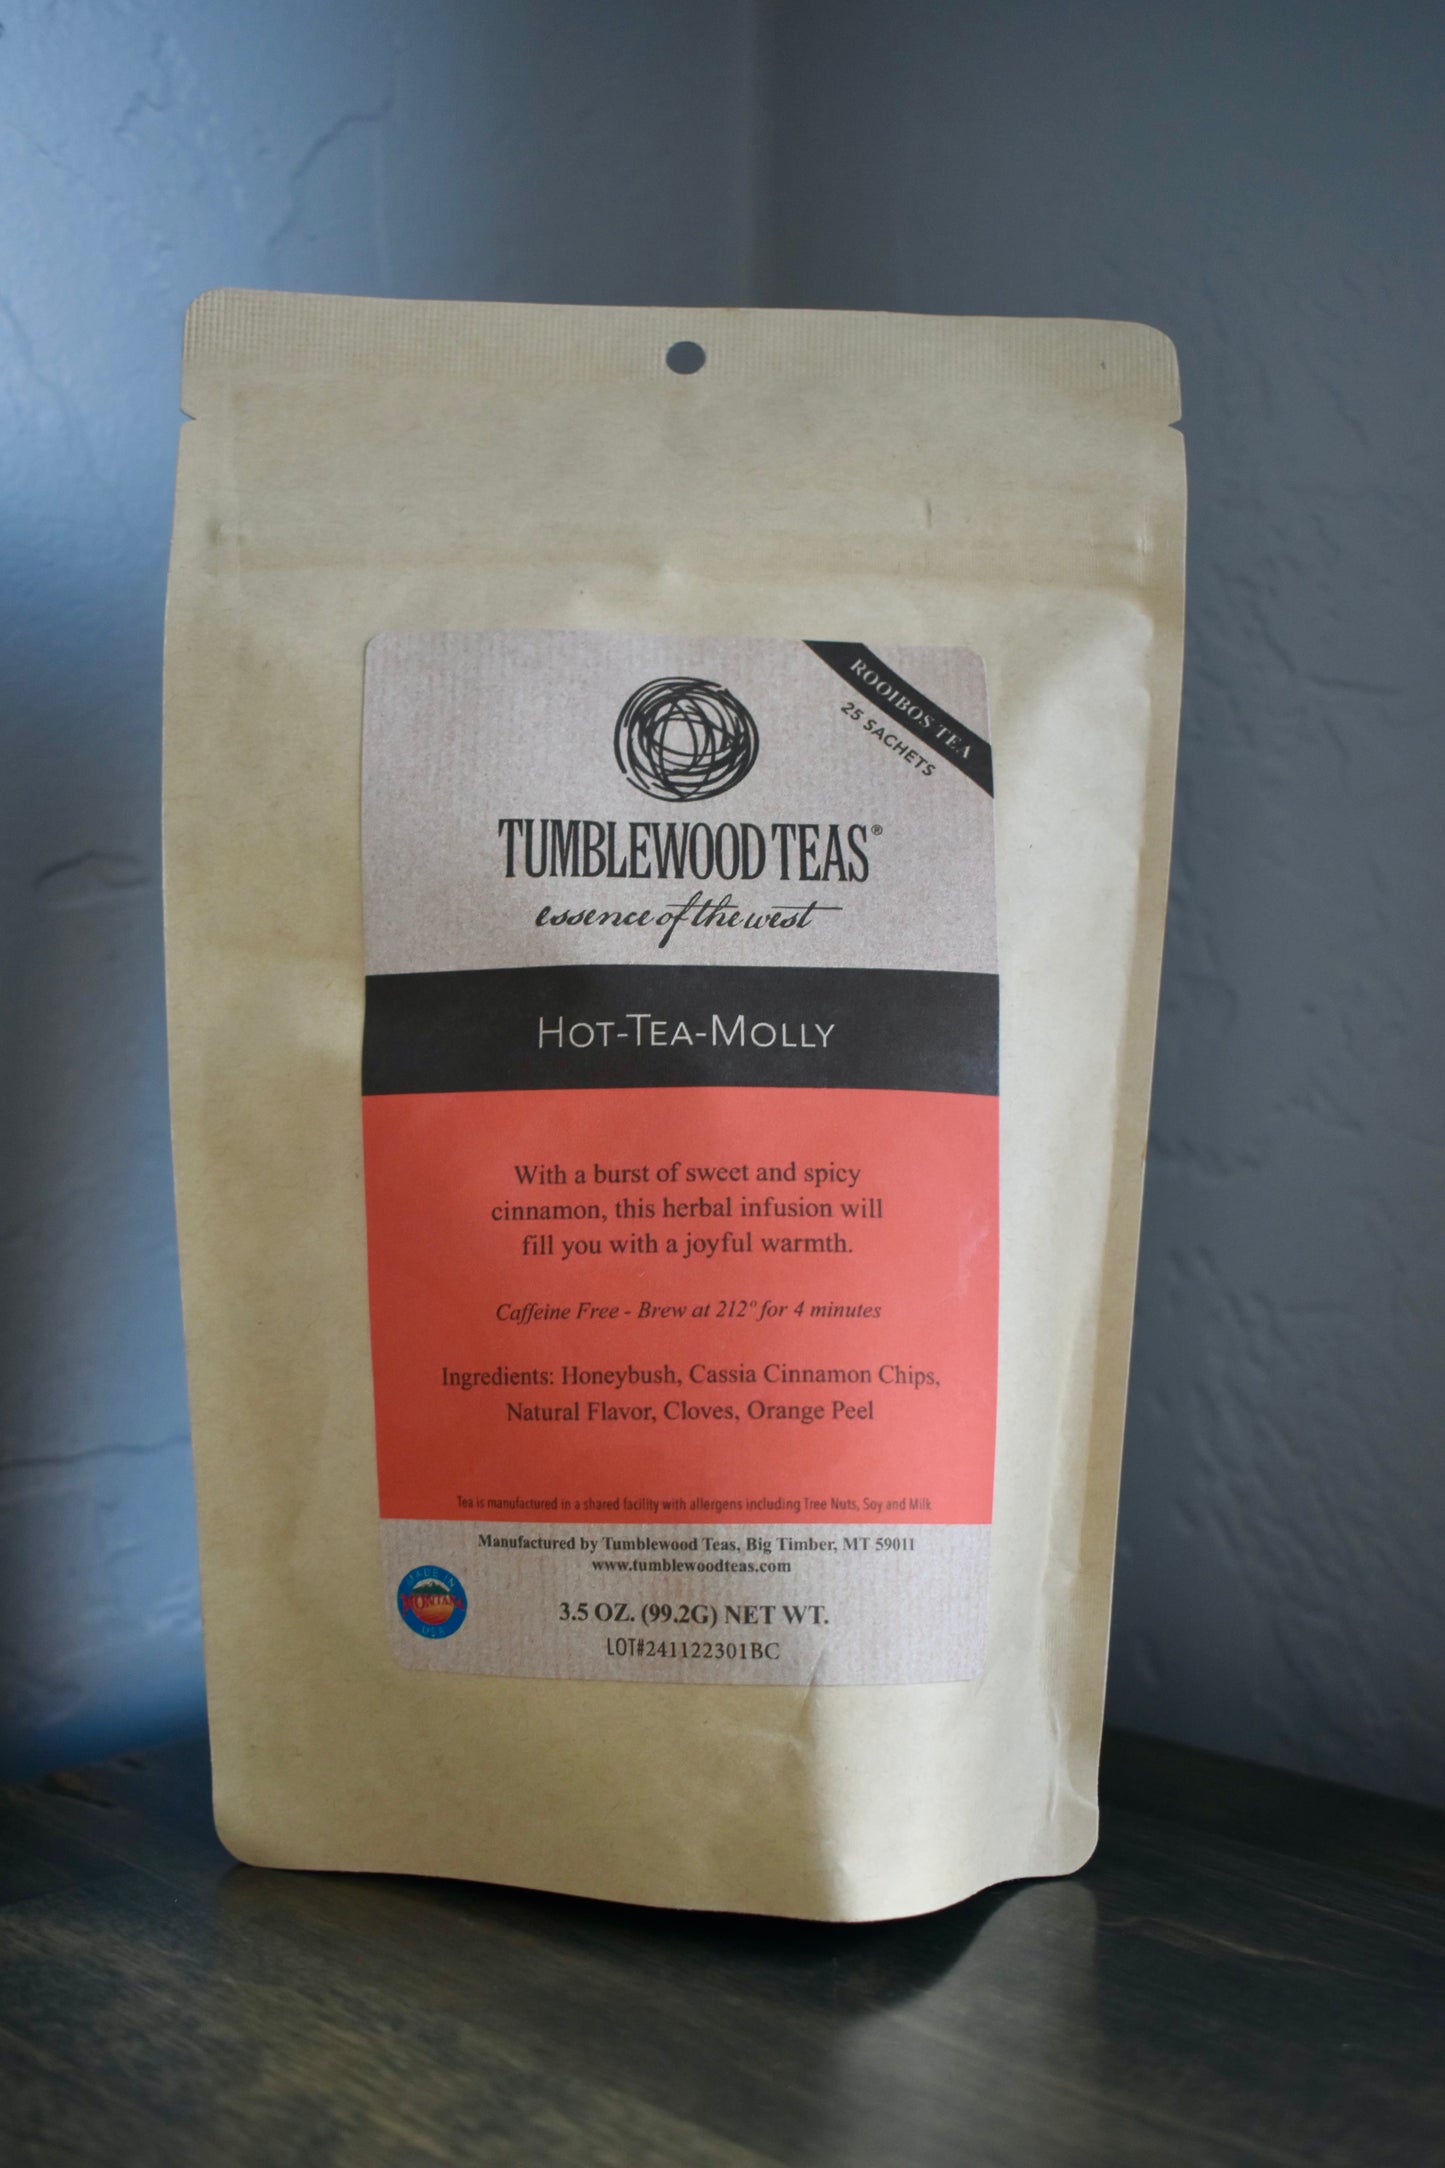 ROOIBOS TEA
25 SACHETS
TUMBLEWOOD TEAS®
essence of the west
HOT-TEA-MOLLY
With a burst of sweet and spicy
cinnamon, this herbal infusion will
fill you with a joyful warmth.
Caffeine Free - Brew at 212° for 4 minutes
Ingredients: Honeybush, Cassia Cinnamon Chips,
Natural Flavor, Cloves, Orange Peel
Tea is manufactured in a shared facility with allergens including Tree Nuts, Soy and Milk
Manufactured by Tumblewood Teas, Big Timber, MT 59011
www.tumblewoodteas.com
MADE IN
MONTANA
USA
3.5 OZ. (99.2G) NET WT.
LOT#241122301BC